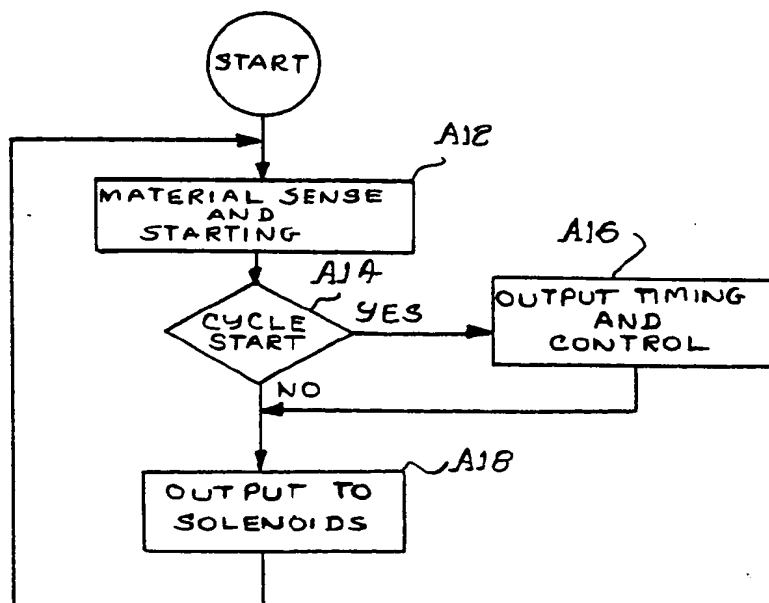 START
A12
MATERIAL SENSE
AND
STARTING
A14
CYCLE
START
YES
NO
A16
OUTPUT TIMING
AND
CONTROL
A18
OUTPUT TO
SOLENOIDS